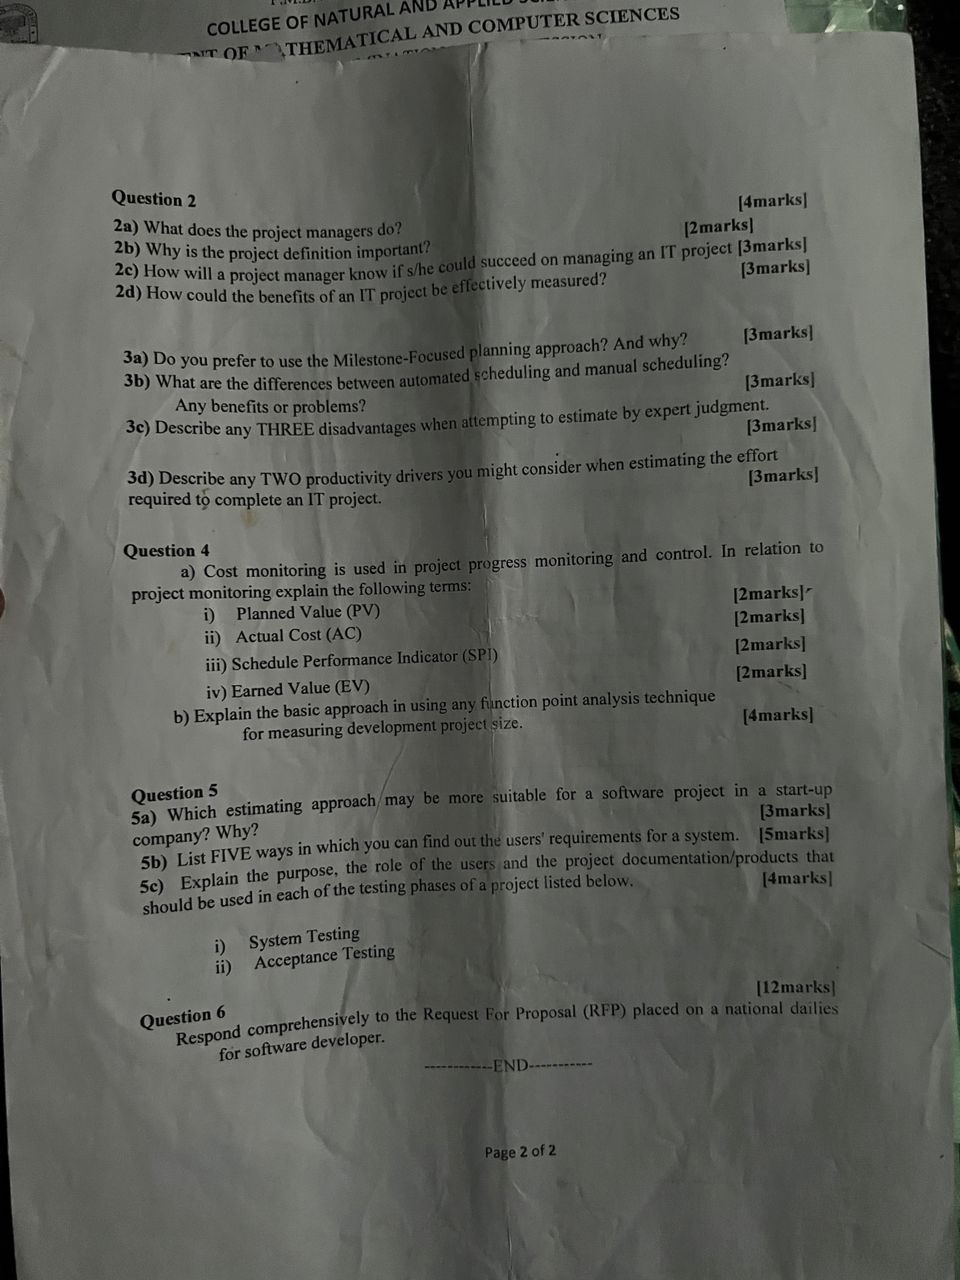 COLLEGE OF NATURAL AND
OF THEMATICAL AND COMPUTER SCIENCES
Question 2
[4marks]
2a) What does the project managers do?
[2marks]
2b) Why is the project definition important?
2c) How will a project manager know if s/he could succeed on managing an IT project [3marks]
2d) How could the benefits of an IT project be effectively measured? [3marks]
3a) Do you prefer to use the Milestone-Focused planning approach? And why? [3marks]
3b) What are the differences between automated scheduling and manual scheduling?
Any benefits or problems? [3marks]
3c) Describe any THREE disadvantages when attempting to estimate by expert judgment.
[3marks]
3d) Describe any TWO productivity drivers you might consider when estimating the effort
required to complete an IT project. [3marks]
Question 4
a) Cost monitoring is used in project progress monitoring and control. In relation to
project monitoring explain the following terms:
i) Planned Value (PV) [2marks]
ii) Actual Cost (AC) [2marks]
iii) Schedule Performance Indicator (SPI) [2marks]
iv) Earned Value (EV) [2marks]
b) Explain the basic approach in using any function point analysis technique
for measuring development project size. [4marks]
Question 5
5a) Which estimating approach may be more suitable for a software project in a start-up
company? Why? [3marks]
5b) List FIVE ways in which you can find out the users' requirements for a system. [5marks]
5c) Explain the purpose, the role of the users and the project documentation/products that
should be used in each of the testing phases of a project listed below. [4marks]
i) System Testing
ii) Acceptance Testing
[12marks]
Question 6
Respond comprehensively to the Request For Proposal (RFP) placed on a national dailies
for software developer.
------------END-----------
Page 2 of 2